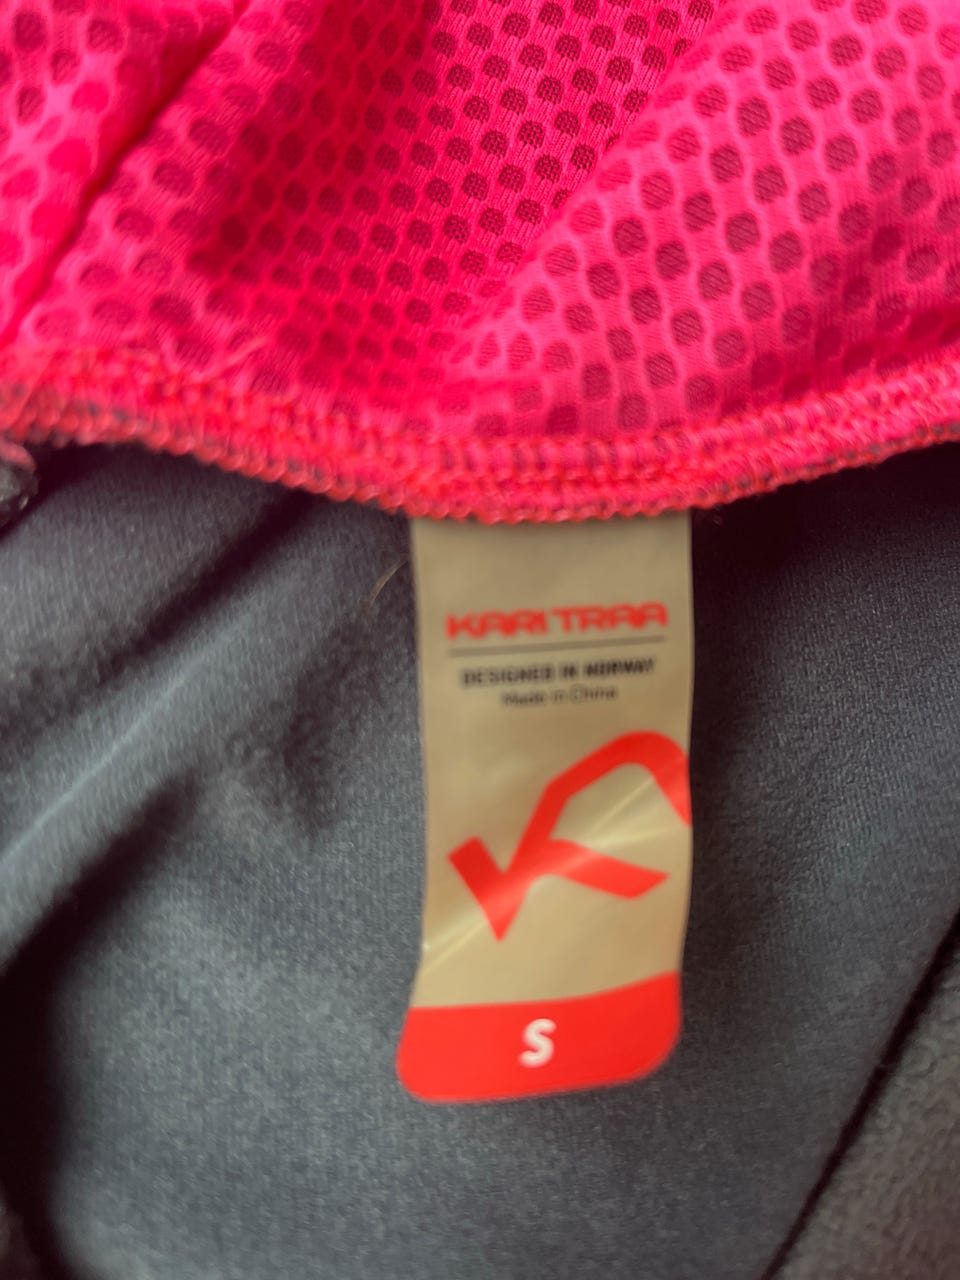 KARI TRAA
DESIGNED IN NORWAY
Made in China
S